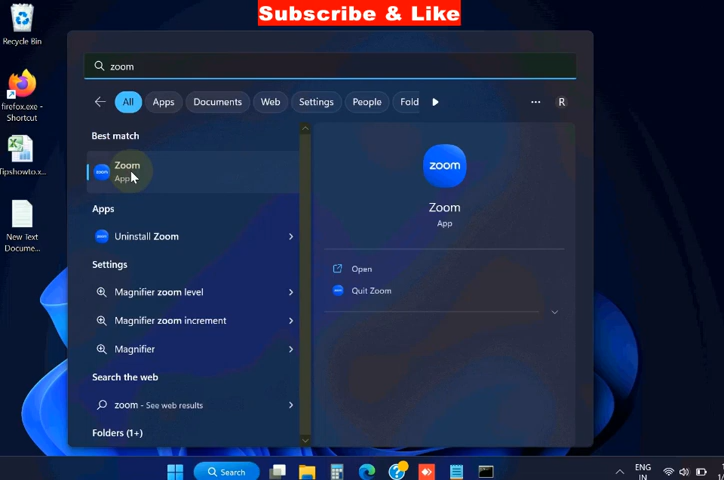 Subscribe & Like
Recycle Bin
firefox.exe -
Shortcut
Tipshowto.x...
New Text
Docume...
zoom
All
Apps
Documents
Web
Settings
People
Fold
R
Best match
Zoom
App
Apps
Uninstall Zoom
Settings
Magnifier zoom level
Magnifier zoom increment
Magnifier
Search the web
zoom - See web results
Folders (1+)
zoom
Zoom
App
Open
Quit Zoom
Search
ENG
IN